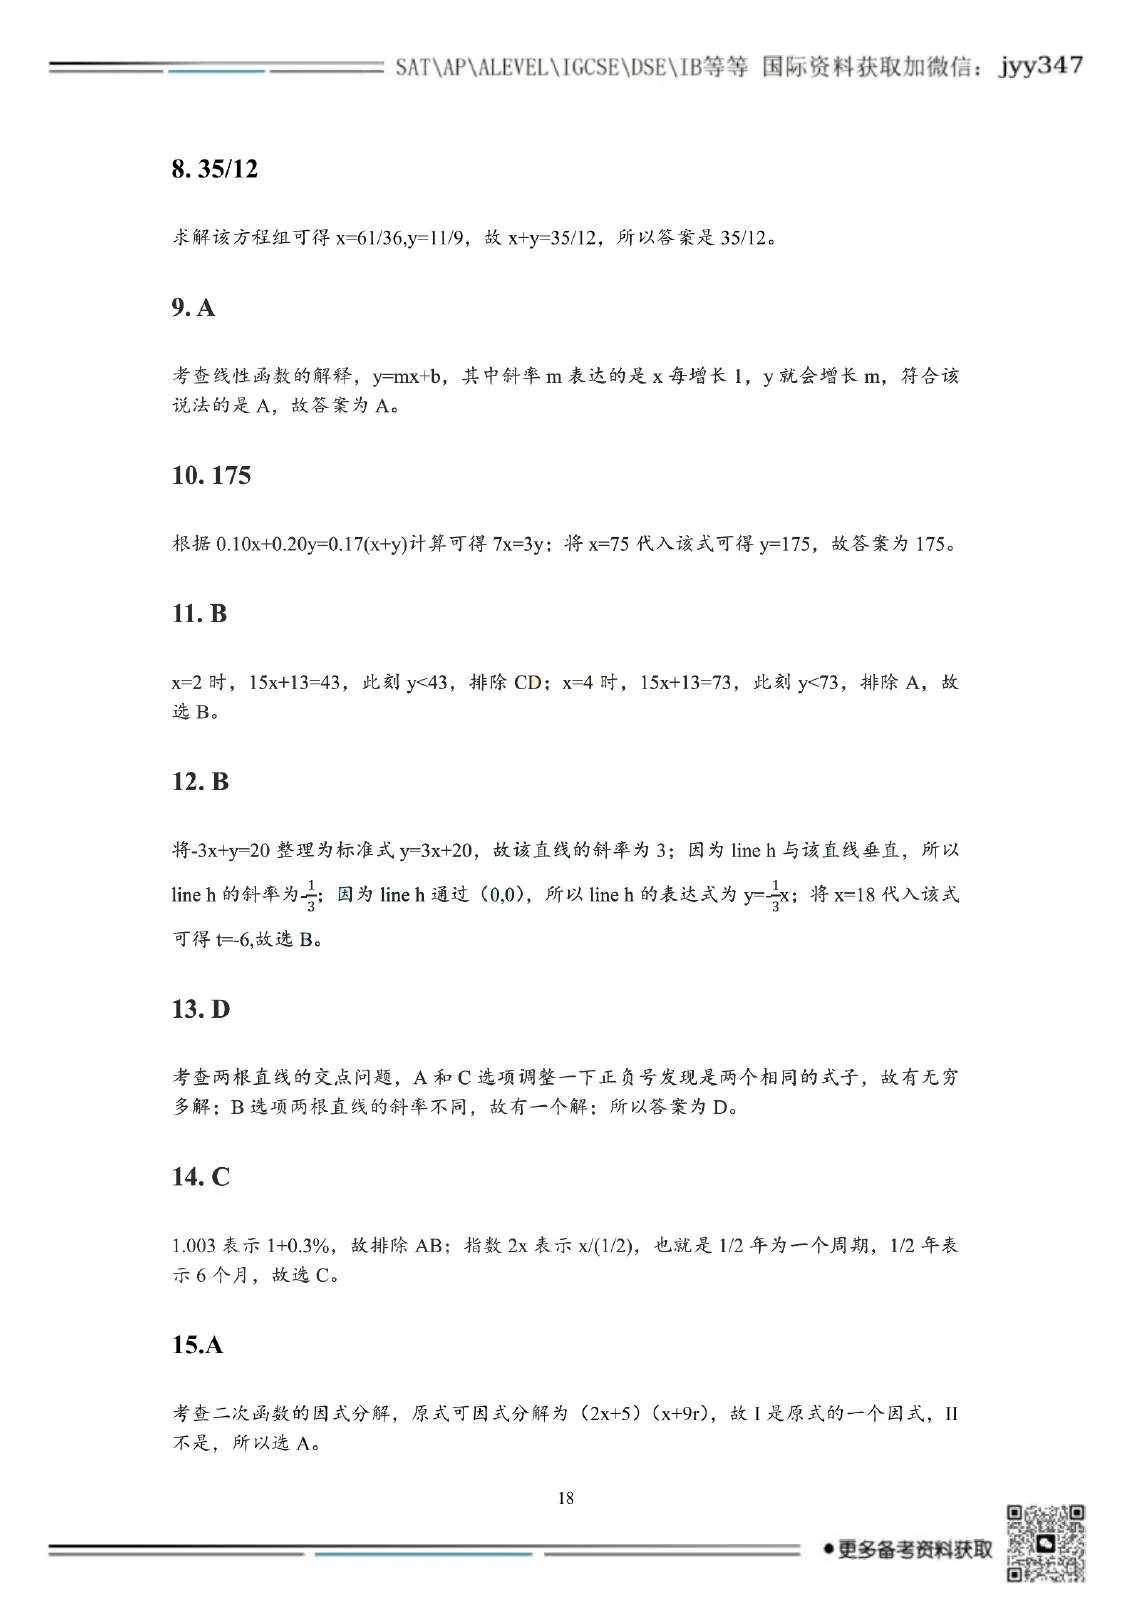 SAT\AP\ALEVEL\IGCSE\DSE\IB等等 国际资料获取加微信：jyy347
8. 35/12
求解该方程组可得 x=61/36,y=11/9，故 x+y=35/12，所以答案是 35/12。
9. A
考查线性函数的解释，y=mx+b，其中斜率 m 表达的是 x 每增长 1，y 就会增长 m，符合该
说法的是 A，故答案为 A。
10. 175
根据 0.10x+0.20y=0.17(x+y)计算可得 7x=3y；将 x=75 代入该式可得 y=175，故答案为 175。
11. B
x=2 时，15x+13=43，此刻 y<43，排除 CD；x=4 时，15x+13=73，此刻 y<73，排除 A，故
选 B。
12. B
将-3x+y=20 整理为标准式 y=3x+20，故该直线的斜率为 3；因为 line h 与该直线垂直，所以
line h 的斜率为-1/3；因为 line h 通过（0,0），所以 line h 的表达式为 y=-1/3x；将 x=18 代入该式
可得 t=-6,故选 B。
13. D
考查两根直线的交点问题，A 和 C 选项调整一下正负号发现是两个相同的式子，故有无穷
多解；B 选项两根直线的斜率不同，故有一个解；所以答案为 D。
14. C
1.003 表示 1+0.3%，故排除 AB；指数 2x 表示 x/(1/2)，也就是 1/2 年为一个周期，1/2 年表
示 6 个月，故选 C。
15.A
考查二次函数的因式分解，原式可因式分解为（2x+5）（x+9r），故 I 是原式的一个因式，II
不是，所以选 A。
18
●更多备考资料获取